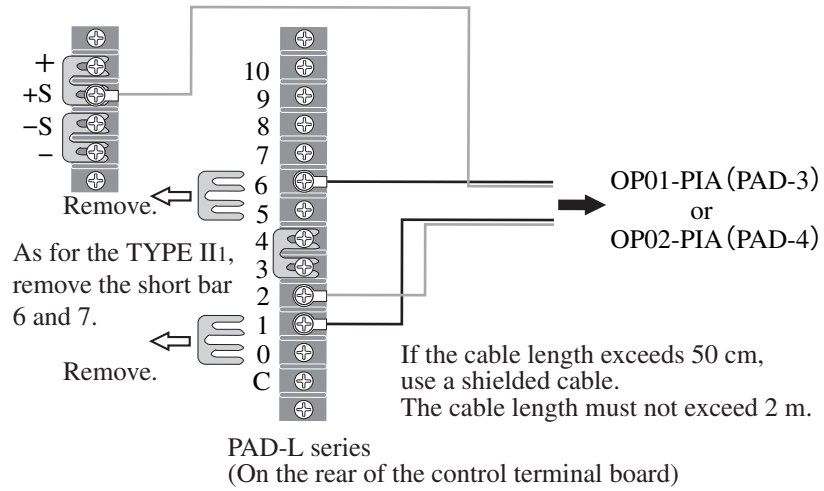 +
+S
−S
−
10
9
8
7
6
5
4
3
2
1
0
C
Remove.
As for the TYPE II1,
remove the short bar
6 and 7.
Remove.
OP01-PIA (PAD-3)
or
OP02-PIA (PAD-4)
If the cable length exceeds 50 cm,
use a shielded cable.
The cable length must not exceed 2 m.
PAD-L series
(On the rear of the control terminal board)